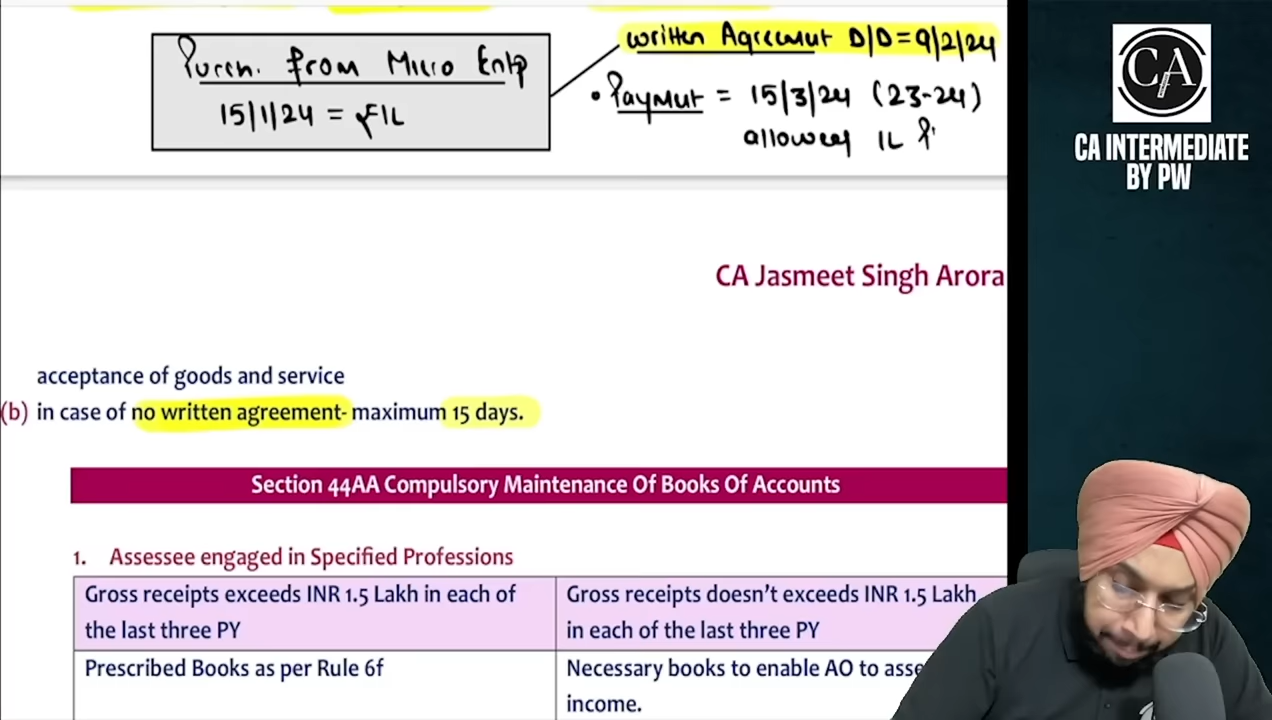 Purch. from Micro Entp
15/1/24 = ₹1L
written Agreemut D/D = 9/2/24
• Paymut = 15/3/24 (23-24)
allowed 1L
CA
CA INTERMEDIATE
BY PW
CA Jasmeet Singh Arora
acceptance of goods and service
(b) in case of no written agreement- maximum 15 days.
Section 44AA Compulsory Maintenance Of Books Of Accounts
1. Assessee engaged in Specified Professions
Gross receipts exceeds INR 1.5 Lakh in each of
the last three PY
Gross receipts doesn't exceeds INR 1.5 Lakh
in each of the last three PY
Prescribed Books as per Rule 6f
Necessary books to enable AO to asse
income.